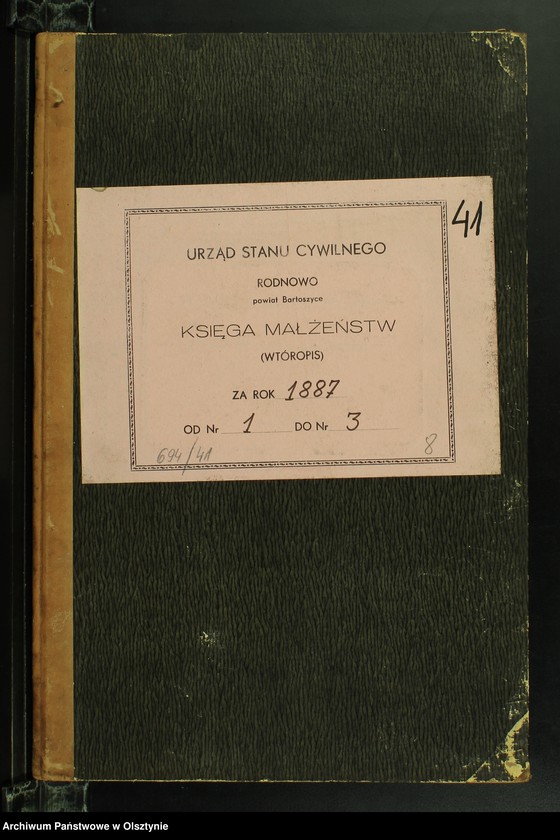 41
URZĄD STANU CYWILNEGO
RODNOWO
powiat Bartoszyce
KSIĘGA MAŁŻEŃSTW
(WTÓROPIS)
ZA ROK 1887
OD Nr 1 DO Nr 3
694/41 8
Archiwum Państwowe w Olsztynie